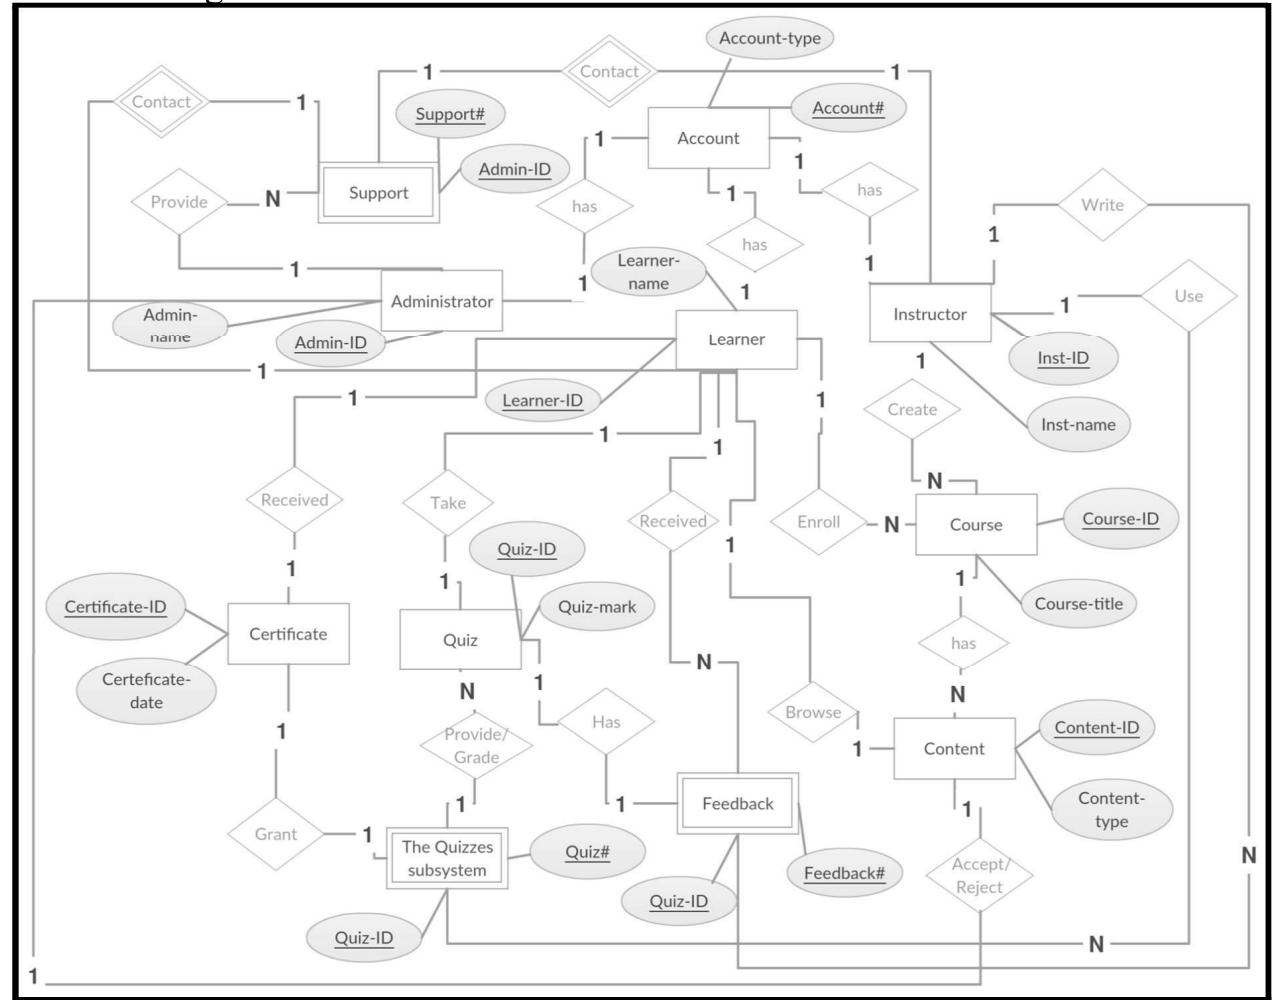 Account-type
Contact
1
1
Contact
1
Support#
Account#
Account
1
1
Admin-ID
Support
has
Provide
N
1
has
Write
has
1
Learner-
name
1
1
1
1
Use
1
Administrator
Admin-
name
Instructor
Admin-ID
Learner
Inst-ID
1
1
1
1
Learner-ID
Create
Inst-name
1
1
N
Received
Take
Received
Enroll
N
Course
Course-ID
Quiz-ID
1
1
1
1
Quiz-mark
Course-title
Certificate-ID
Certificate
Quiz
has
Certeficate-
date
N
1
N
N
Has
Browse
Content-ID
1
Provide/
Grade
1
Content
Content-
type
1
Feedback
1
1
Grant
1
The Quizzes
subsystem
Quiz#
N
Accept/
Reject
Feedback#
Quiz-ID
Quiz-ID
N
1